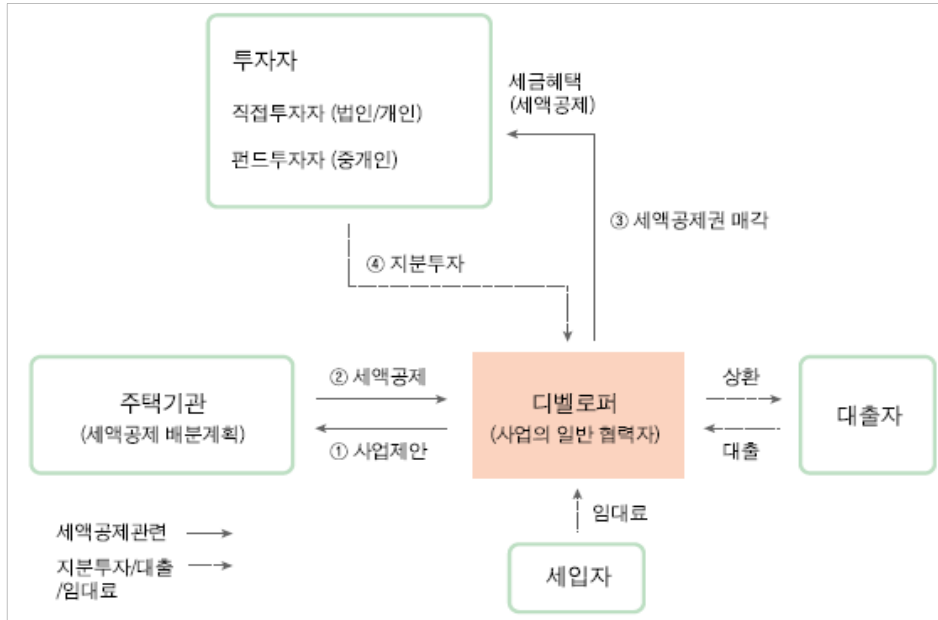 투자자
직접투자자 (법인/개인)
펀드투자자 (중개인)
세금혜택
(세액공제)
③ 세액공제권 매각
④ 지분투자
주택기관
(세액공제 배분계획)
② 세액공제
① 사업제안
디벨로퍼
(사업의 일반 협력자)
상환
대출
대출자
임대료
세입자
세액공제관련
지분투자/대출
/임대료